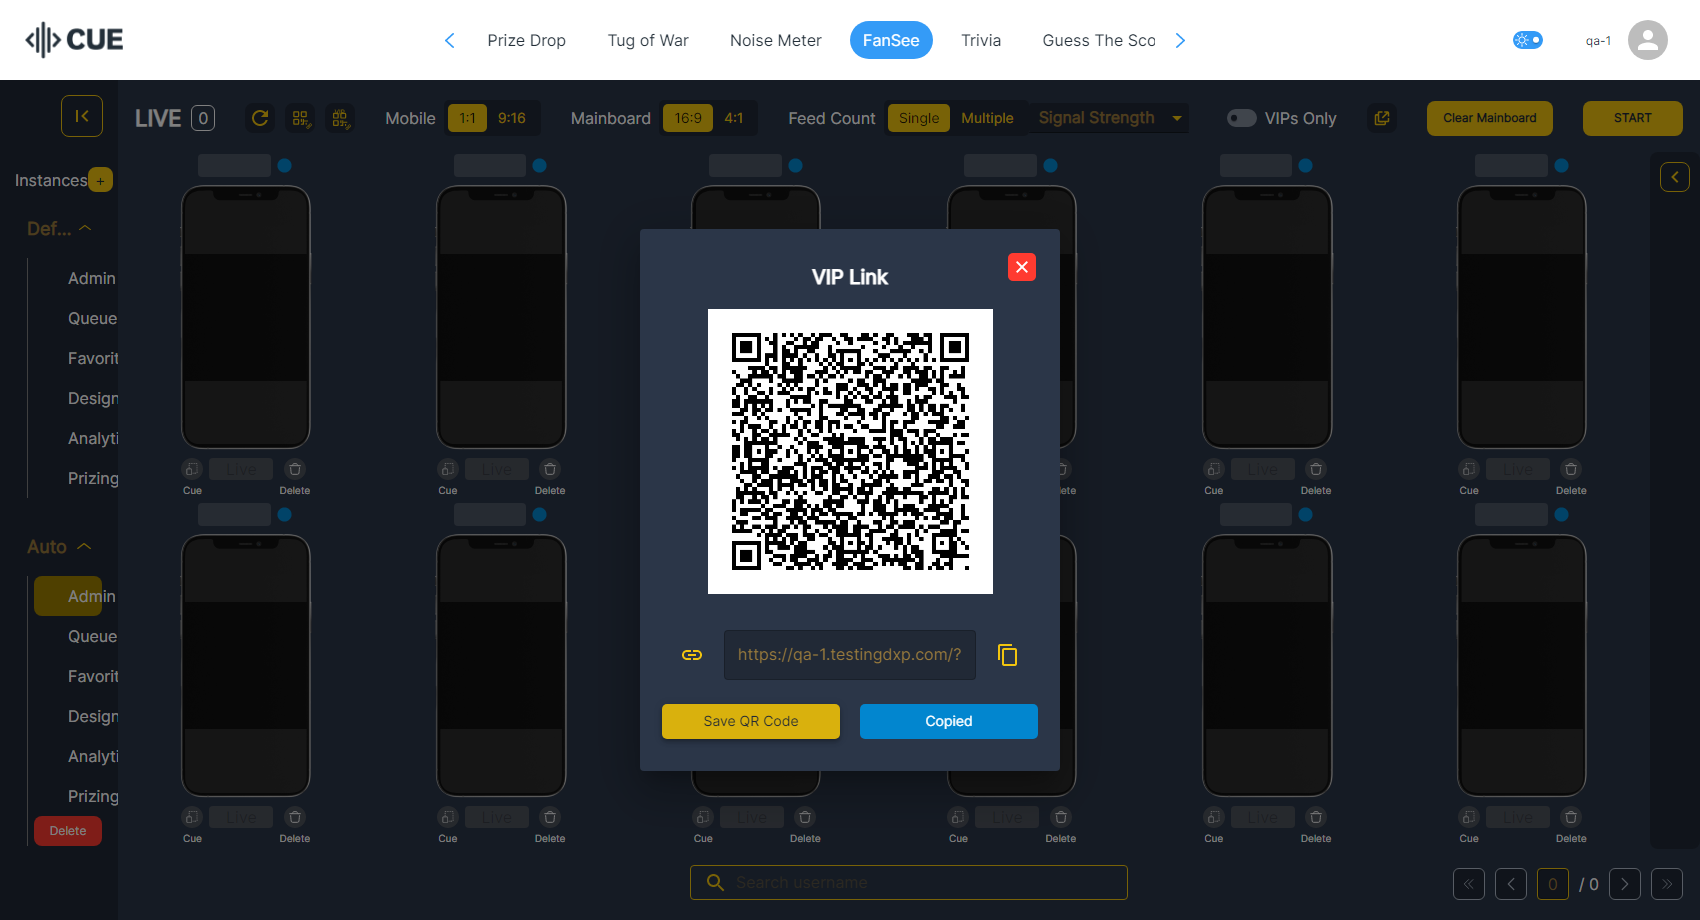 CUE
Prize Drop
Tug of War
Noise Meter
FanSee
Trivia
Guess The Sco
qa-1
LIVE 0
Mobile 1:1 9:16
Mainboard 16:9 4:1
Feed Count Single Multiple
Signal Strength
VIPs Only
Clear Mainboard
START
Instances +
Def...
Admin
Queue
Favorit
Design
Analyti
Prizing
Auto
Admin
Queue
Favorit
Design
Analyti
Prizing
Delete
Live
Cue Delete
Live
Cue Delete
ete
Live
Cue Delete
Live
Cue Delete
VIP Link
https://qa-1.testingdxp.com/?
Save QR Code
Copied
Live
Cue Delete
Live
Cue Delete
Live
Cue Delete
Live
Cue Delete
Live
Cue Delete
Live
Cue Delete
Search username
0 / 0